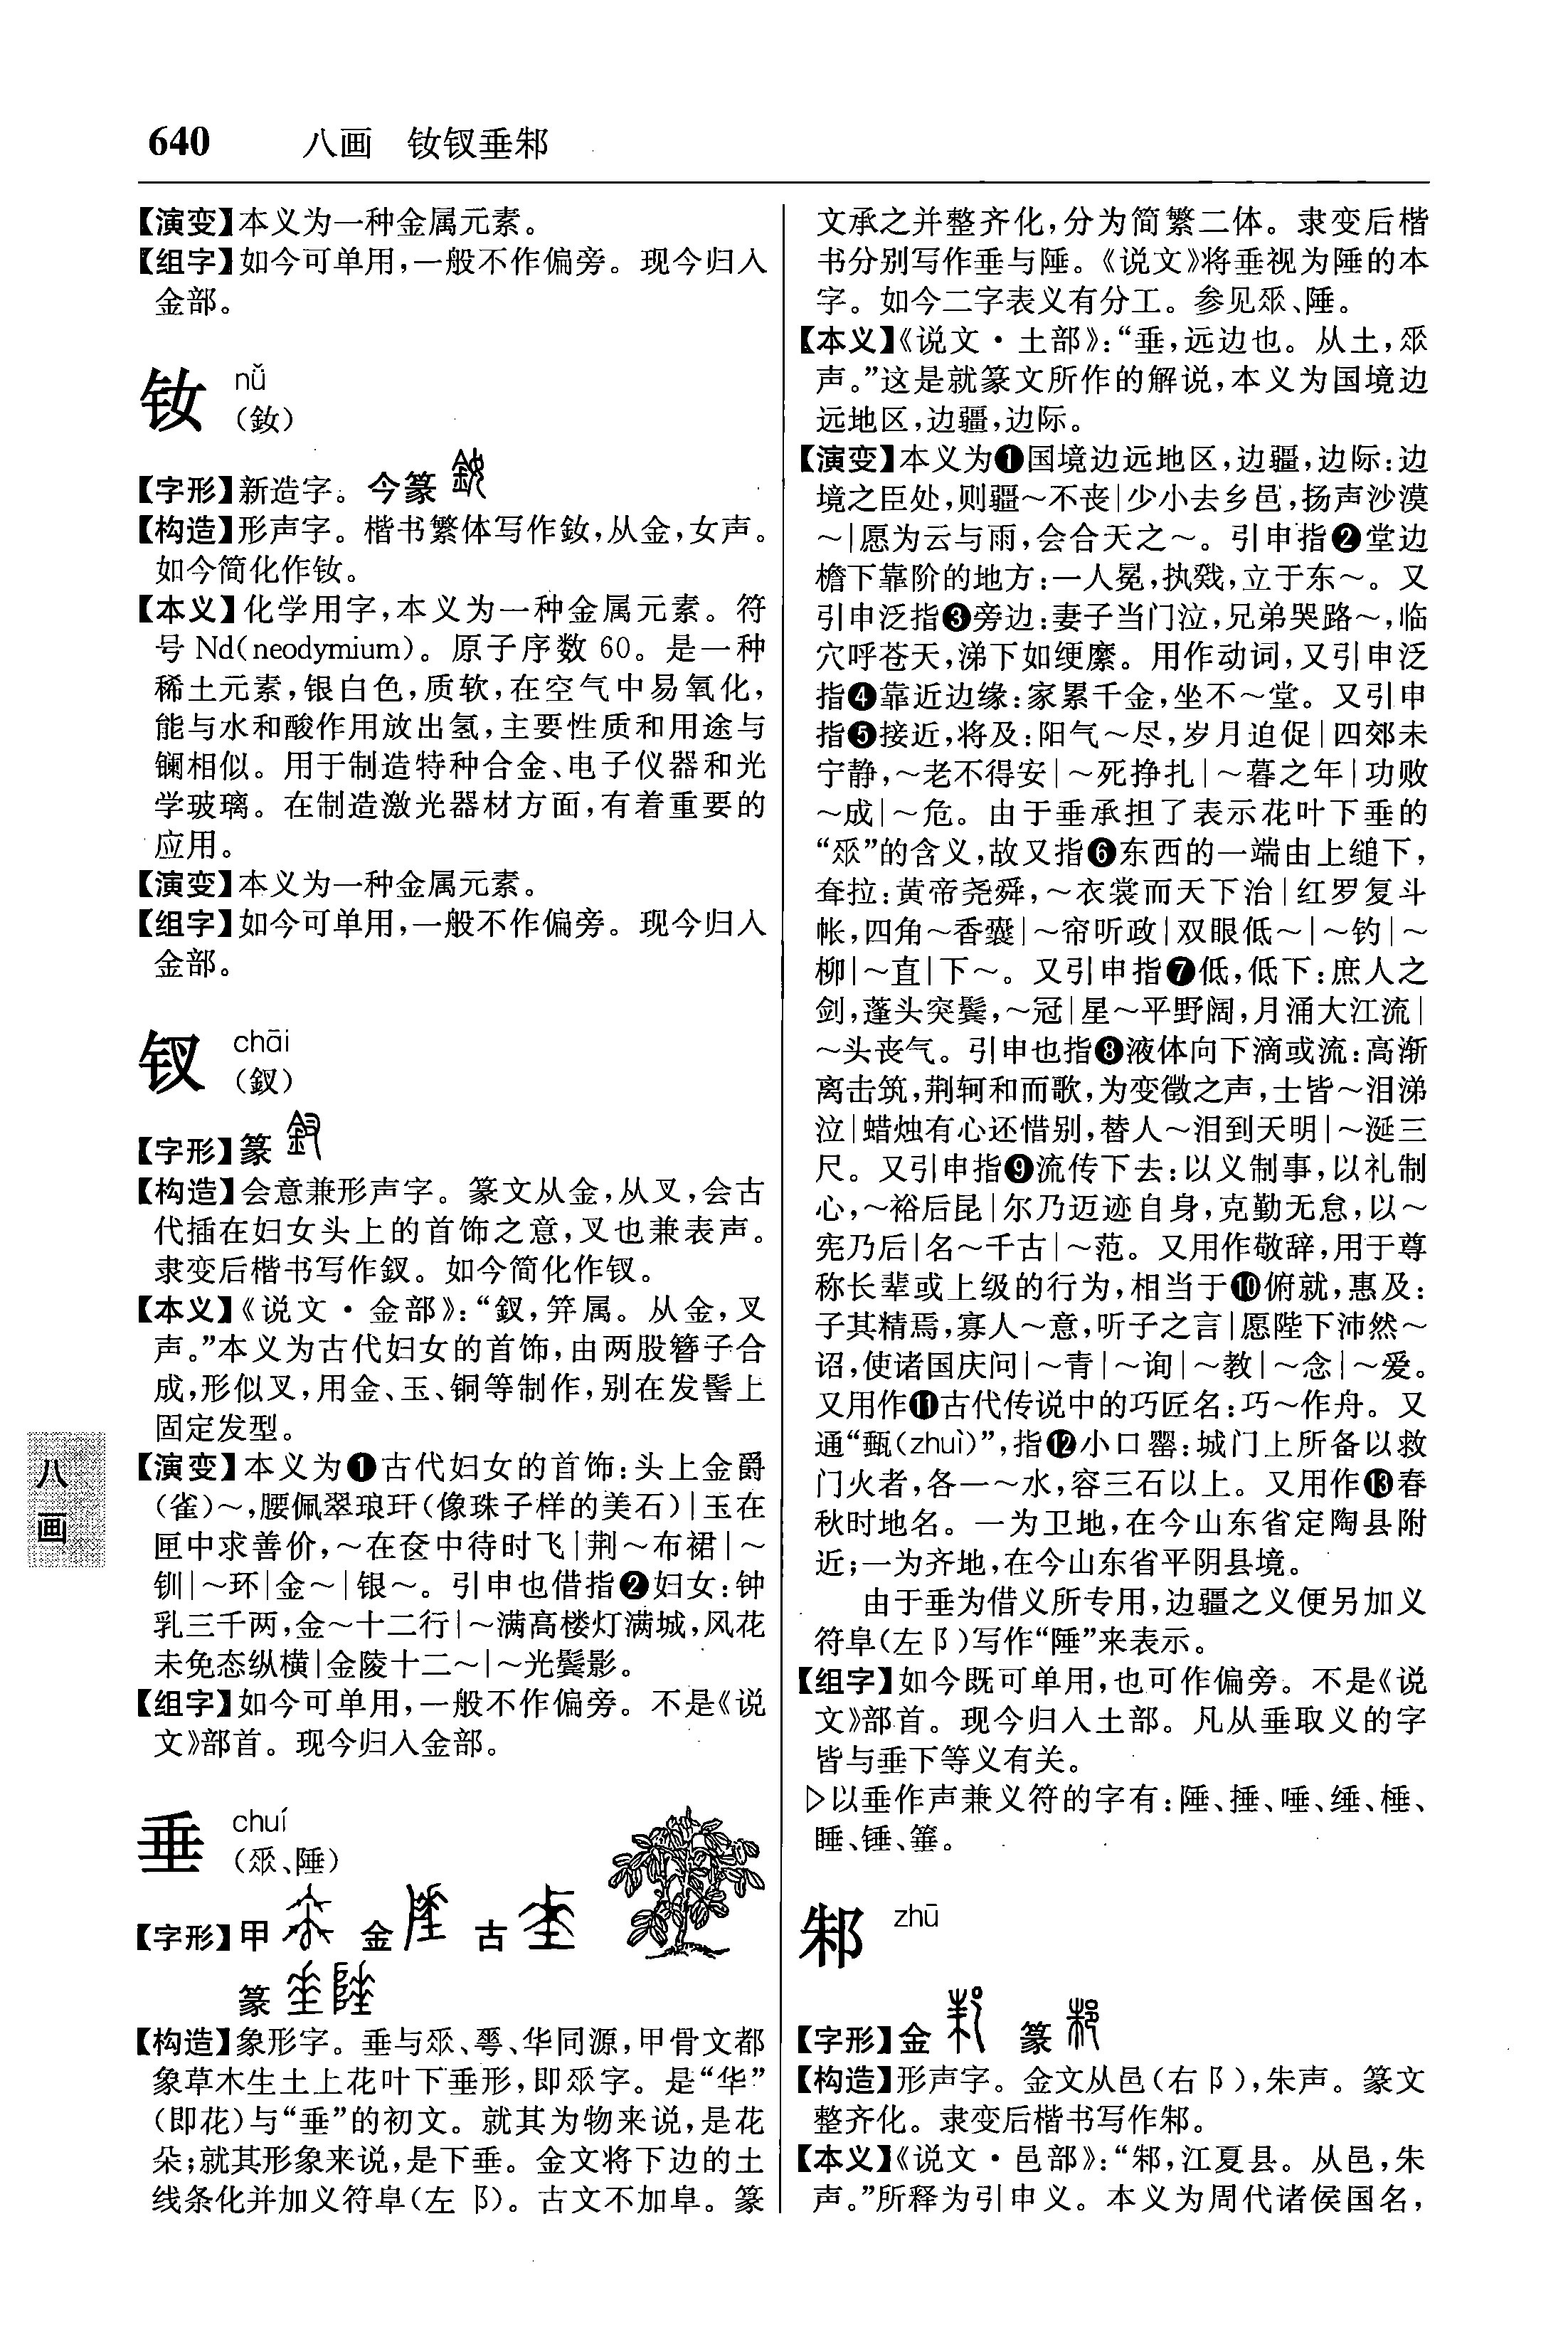 640 八画 钕钗垂邾
【演变】本义为一种金属元素。
【组字】如今可单用,一般不作偏旁。现今归入
金部。
钕 nǚ
(釹)
【字形】新造字。今篆
【构造】形声字。楷书繁体写作釹,从金,女声。
如今简化作钕。
【本义】化学用字,本义为一种金属元素。符
号 Nd(neodymium)。原子序数 60。是一种
稀土元素,银白色,质软,在空气中易氧化,
能与水和酸作用放出氢,主要性质和用途与
镧相似。用于制造特种合金、电子仪器和光
学玻璃。在制造激光器材方面,有着重要的
应用。
【演变】本义为一种金属元素。
【组字】如今可单用,一般不作偏旁。现今归入
金部。
钗 chāi
(釵)
【字形】篆
【构造】会意兼形声字。篆文从金,从叉,会古
代插在妇女头上的首饰之意,叉也兼表声。
隶变后楷书写作釵。如今简化作钗。
【本义】《说文·金部》:“釵,笄属。从金,叉
声。”本义为古代妇女的首饰,由两股簪子合
成,形似叉,用金、玉、铜等制作,别在发髻上
固定发型。
【演变】本义为❶古代妇女的首饰:头上金爵
(雀)~,腰佩翠琅玕(像珠子样的美石)|玉在
匣中求善价,~在奁中待时飞|荆~布裙|~
钏|~环|金~|银~。引申也借指❷妇女:钟
乳三千两,金~十二行|~满高楼灯满城,风花
未免态纵横|金陵十二~|~光鬓影。
【组字】如今可单用,一般不作偏旁。不是《说
文》部首。现今归入金部。
垂 chuí
(𠂹、陲)
【字形】甲 金 古
篆
【构造】象形字。垂与𠂹、䔢、华同源,甲骨文都
象草木生土上花叶下垂形,即𠂹字。是“华”
(即花)与“垂”的初文。就其为物来说,是花
朵;就其形象来说,是下垂。金文将下边的土
线条化并加义符阜(左阝)。古文不加阜。篆
文承之并整齐化,分为简繁二体。隶变后楷
书分别写作垂与陲。《说文》将垂视为陲的本
字。如今二字表义有分工。参见𠂹、陲。
【本义】《说文·土部》:“垂,远边也。从土,𠂹
声。”这是就篆文所作的解说,本义为国境边
远地区,边疆,边际。
【演变】本义为❶国境边远地区,边疆,边际:边
境之臣处,则疆~不丧|少小去乡邑,扬声沙漠
~|愿为云与雨,会合天之~。引申指❷堂边
檐下靠阶的地方:一人冕,执戣,立于东~。又
引申泛指❸旁边:妻子当门泣,兄弟哭路~,临
穴呼苍天,涕下如绠縻。用作动词,又引申泛
指❹靠近边缘:家累千金,坐不~堂。又引申
指❺接近,将及:阳气~尽,岁月迫促|四郊未
宁静,~老不得安|~死挣扎|~暮之年|功败
~成|~危。由于垂承担了表示花叶下垂的
“𠂹”的含义,故又指❻东西的一端由上缒下,
耷拉:黄帝尧舜,~衣裳而天下治|红罗复斗
帐,四角~香囊|~帘听政|双眼低~|~钓|~
柳|~直|下~。又引申指❼低,低下:庶人之
剑,蓬头突鬓,~冠|星~平野阔,月涌大江流|
~头丧气。引申也指❽液体向下滴或流:高渐
离击筑,荆轲和而歌,为变徵之声,士皆~泪涕
泣|蜡烛有心还惜别,替人~泪到天明|~涎三
尺。又引申指❾流传下去:以义制事,以礼制
心,~裕后昆|尔乃迈迹自身,克勤无怠,以~
宪乃后|名~千古|~范。又用作敬辞,用于尊
称长辈或上级的行为,相当于❿俯就,惠及:
子其精焉,寡人~意,听子之言|愿陛下沛然~
诏,使诸国庆问|~青|~询|~教|~念|~爱。
又用作⓫古代传说中的巧匠名:巧~作舟。又
通“甀(zhuì)”,指⓬小口罂:城门上所备以救
门火者,各一~水,容三石以上。又用作⓭春
秋时地名。一为卫地,在今山东省定陶县附
近;一为齐地,在今山东省平阴县境。
由于垂为借义所专用,边疆之义便另加义
符阜(左阝)写作“陲”来表示。
【组字】如今既可单用,也可作偏旁。不是《说
文》部首。现今归入土部。凡从垂取义的字
皆与垂下等义有关。
▷以垂作声兼义符的字有:陲、捶、唾、缍、棰、
睡、锤、箠。
邾 zhū
【字形】金 篆
【构造】形声字。金文从邑(右阝),朱声。篆文
整齐化。隶变后楷书写作邾。
【本义】《说文·邑部》:“邾,江夏县。从邑,朱
声。”所释为引申义。本义为周代诸侯国名,
八
画